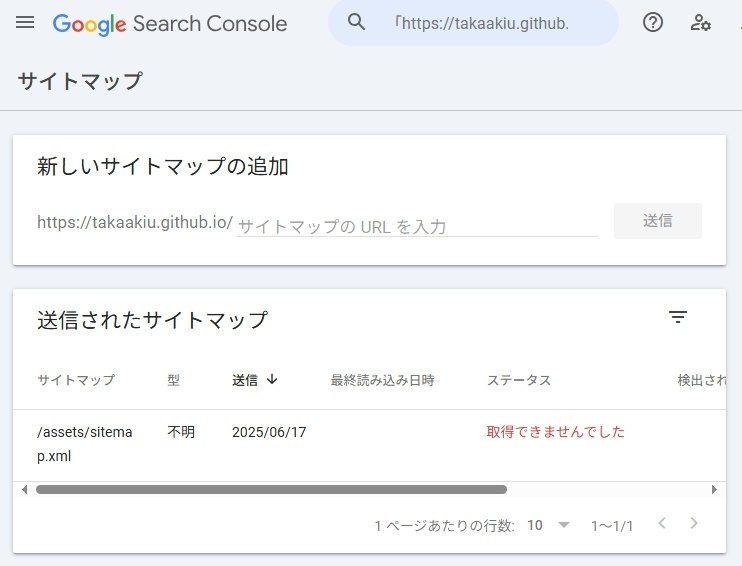 Google Search Console
「https://takaakiu.github.
サイトマップ
新しいサイトマップの追加
https://takaakiu.github.io/ サイトマップの URL を入力
送信
送信されたサイトマップ
サイトマップ 型 送信 最終読み込み日時 ステータス 検出され
/assets/sitema 不明 2025/06/17 取得できませんでした
p.xml
1 ページあたりの行数: 10 1～1/1